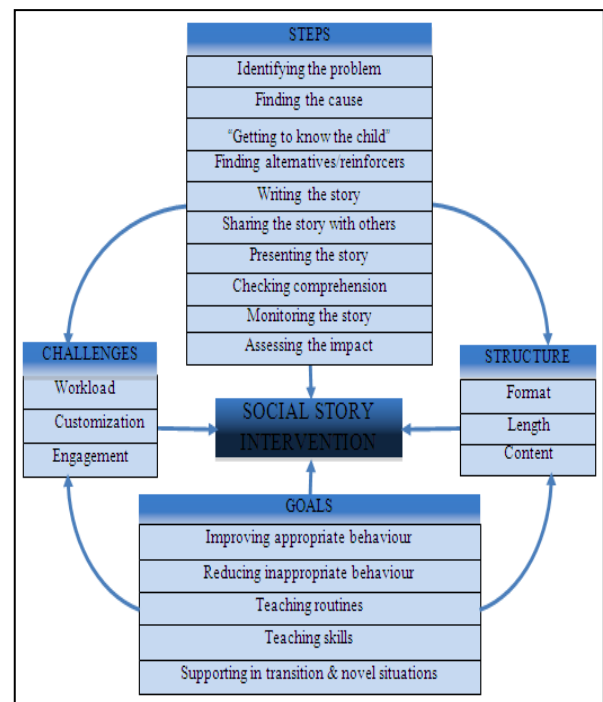 STEPS
Identifying the problem
Finding the cause
“Getting to know the child”
Finding alternatives/reinforcers
Writing the story
Sharing the story with others
Presenting the story
Checking comprehension
Monitoring the story
Assessing the impact
CHALLENGES
Workload
Customization
Engagement
SOCIAL STORY
INTERVENTION
STRUCTURE
Format
Length
Content
GOALS
Improving appropriate behaviour
Reducing inappropriate behaviour
Teaching routines
Teaching skills
Supporting in transition & novel situations